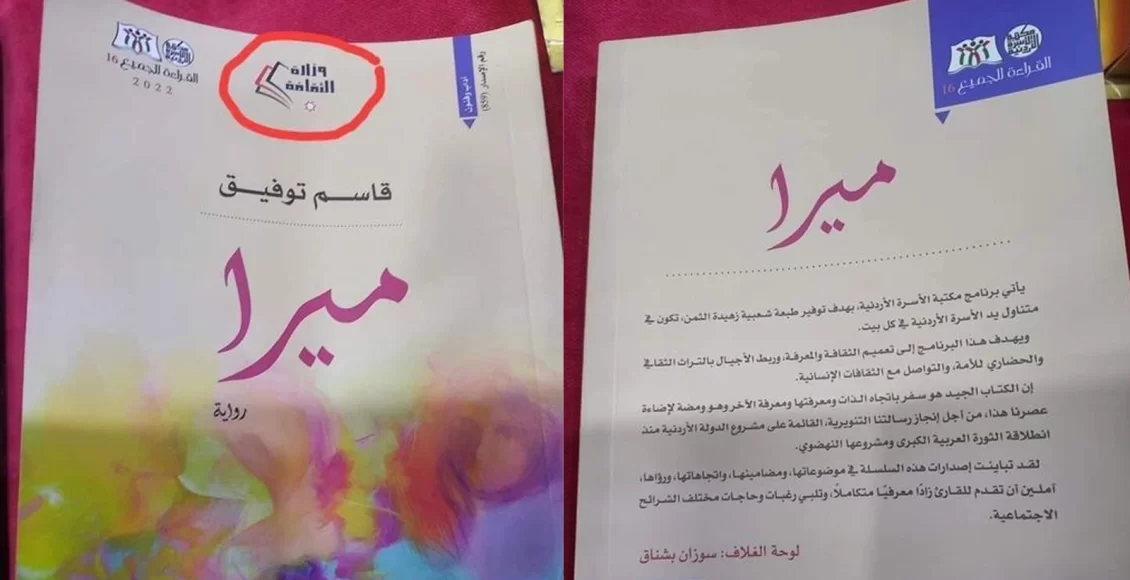 مكتبة الأسرة الأردنية
القراءة للجميع 16
2022
وزارة الثقافة
آداب وفنون
رقم الإصدار (859)
قاسم توفيق
ميرا
رواية
مكتبة الأسرة الأردنية
القراءة للجميع 16
ميرا
يأتي برنامج مكتبة الأسرة الأردنية، بهدف توفير طبعة شعبية زهيدة الثمن، تكون في
متناول يد الأسرة الأردنية في كل بيت.
ويهدف هذا البرنامج إلى تعميم الثقافة والمعرفة، وربط الأجيال بالتراث الثقافي
والحضاري للأمة، والتواصل مع الثقافات الإنسانية.
إن الكتاب الجيد هو سفر باتجاه الذات ومعرفتها ومعرفة الآخر وهو ومضة لإضاءة
عصرنا هذا، من أجل إنجاز رسالتنا التنويرية، القائمة على مشروع الدولة الأردنية منذ
انطلاقة الثورة العربية الكبرى ومشروعها النهضوي.
لقد تباينت إصدارات هذه السلسلة في موضوعاتها، ومضامينها، واتجاهاتها، ورؤاها،
آملين أن تقدم للقارئ زادًا معرفيًا متكاملًا، وتلبي رغبات وحاجات مختلف الشرائح
الاجتماعية.
لوحة الغلاف: سوزان بشناق